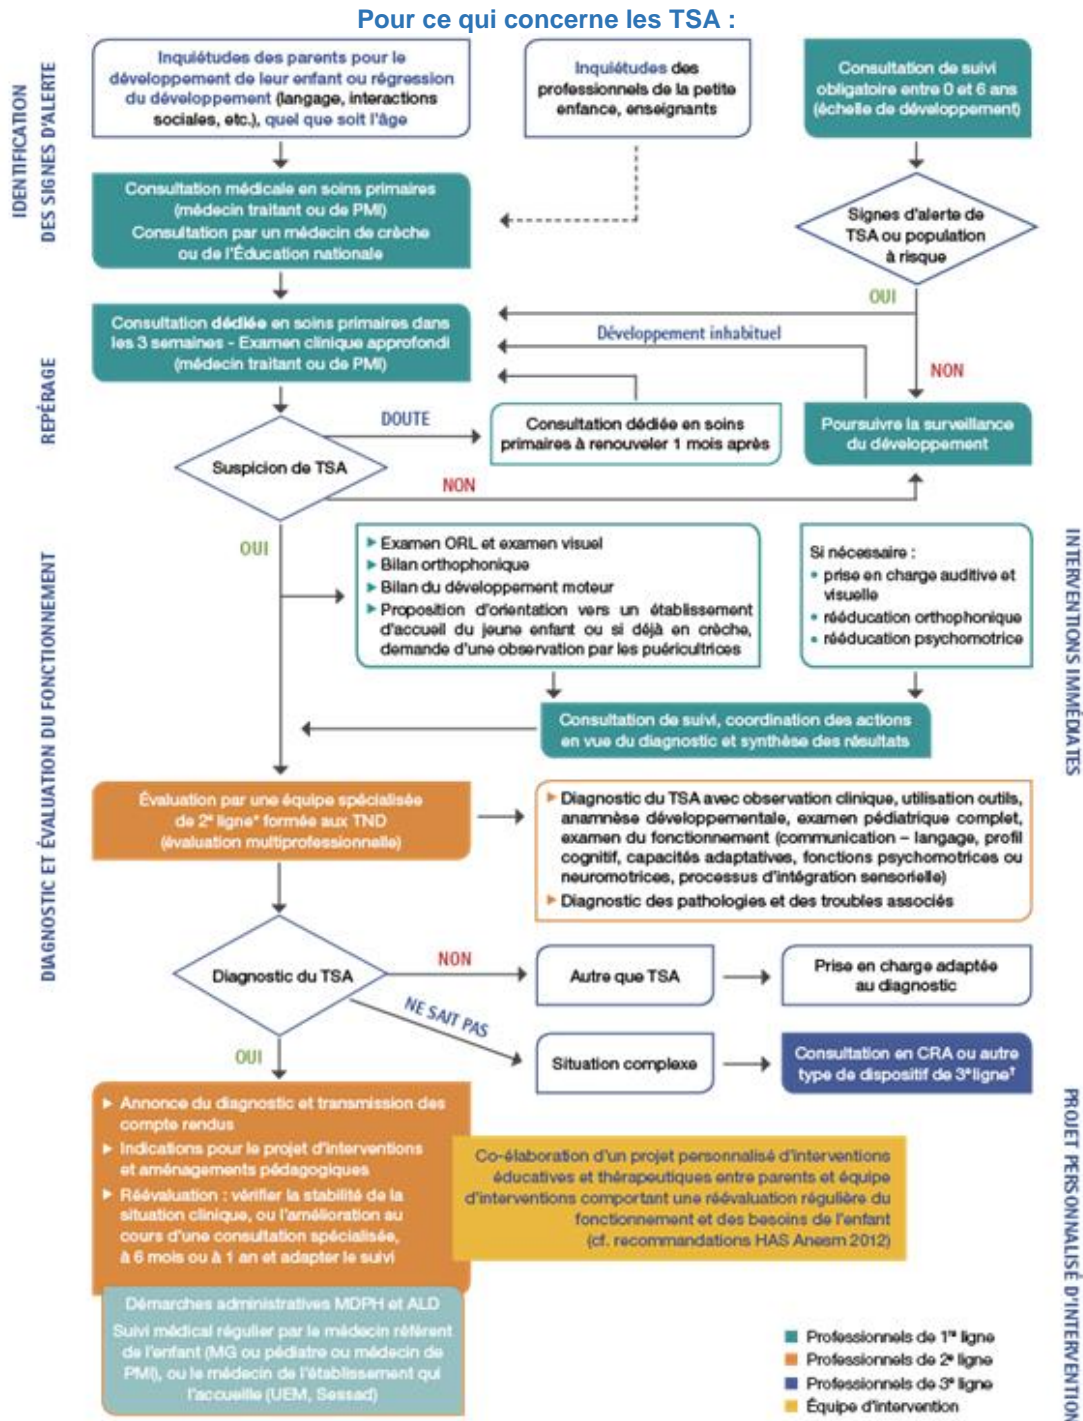 Pour ce qui concerne les TSA :
IDENTIFICATION
DES SIGNES D'ALERTE
Inquiétudes des parents pour le
développement de leur enfant ou régression
du développement (langage, interactions
sociales, etc.), quel que soit l'âge
Inquiétudes des
professionnels de la petite
enfance, enseignants
Consultation de suivi
obligatoire entre 0 et 6 ans
(échelle de développement)
Consultation médicale en soins primaires
(médecin traitant ou de PMI)
Consultation par un médecin de crèche
ou de l'Éducation nationale
Signes d'alerte de
TSA ou population
à risque
OUI
NON
REPÉRAGE
Consultation dédiée en soins primaires dans
les 3 semaines - Examen clinique approfondi
(médecin traitant ou de PMI)
Développement inhabituel
DOUTE
Consultation dédiée en soins
primaires à renouveler 1 mois après
Poursuivre la surveillance
du développement
Suspicion de TSA
NON
OUI
DIAGNOSTIC ET ÉVALUATION DU FONCTIONNEMENT
INTERVENTIONS IMMÉDIATES
▶ Examen ORL et examen visuel
▶ Bilan orthophonique
▶ Bilan du développement moteur
▶ Proposition d'orientation vers un établissement
d'accueil du jeune enfant ou si déjà en crèche,
demande d'une observation par les puéricultrices
Si nécessaire :
• prise en charge auditive et
visuelle
• rééducation orthophonique
• rééducation psychomotrice
Consultation de suivi, coordination des actions
en vue du diagnostic et synthèse des résultats
Évaluation par une équipe spécialisée
de 2e ligne* formée aux TND
(évaluation multiprofessionnelle)
▶ Diagnostic du TSA avec observation clinique, utilisation outils,
anamnèse développementale, examen pédiatrique complet,
examen du fonctionnement (communication – langage, profil
cognitif, capacités adaptatives, fonctions psychomotrices ou
neuromotrices, processus d'intégration sensorielle)
▶ Diagnostic des pathologies et des troubles associés
Diagnostic du TSA
NON
Autre que TSA
Prise en charge adaptée
au diagnostic
NE SAIT PAS
Situation complexe
Consultation en CRA ou autre
type de dispositif de 3e ligne†
OUI
PROJET PERSONNALISÉ D'INTERVENTION
▶ Annonce du diagnostic et transmission des
compte rendus
▶ Indications pour le projet d'interventions
et aménagements pédagogiques
▶ Réévaluation : vérifier la stabilité de la
situation clinique, ou l'amélioration au
cours d'une consultation spécialisée,
à 6 mois ou à 1 an et adapter le suivi
Co-élaboration d'un projet personnalisé d'interventions
éducatives et thérapeutiques entre parents et équipe
d'interventions comportant une réévaluation régulière du
fonctionnement et des besoins de l'enfant
(cf. recommandations HAS Anesm 2012)
Démarches administratives MDPH et ALD
Suivi médical régulier par le médecin référent
de l'enfant (MG ou pédiatre ou médecin de
PMI), ou le médecin de l'établissement qui
l'accueille (UEM, Sessad)
Professionnels de 1re ligne
Professionnels de 2e ligne
Professionnels de 3e ligne
Équipe d'intervention